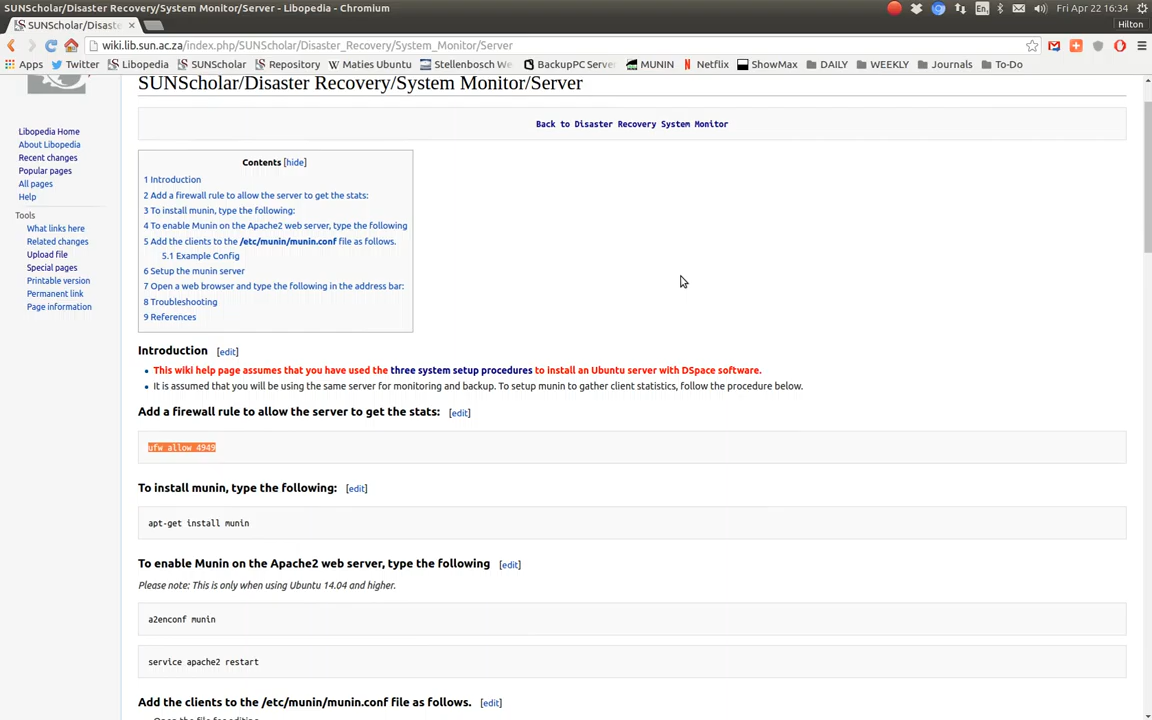 SUNScholar/Disaster Recovery/System Monitor/Server - Libopedia - Chromium
En
Fri Apr 22 16:34
SUNScholar/Disaste
Hilton
wiki.lib.sun.ac.za/index.php/SUNScholar/Disaster_Recovery/System_Monitor/Server
Apps Twitter Libopedia SUNScholar Repository Maties Ubuntu Stellenbosch We BackupPC Serve MUNIN Netflix ShowMax DAILY WEEKLY Journals To-Do
SUNScholar/Disaster Recovery/System Monitor/Server
Back to Disaster Recovery System Monitor
Libopedia Home
About Libopedia
Recent changes
Popular pages
All pages
Help
Tools
What links here
Related changes
Upload file
Special pages
Printable version
Permanent link
Page information
Contents [hide]
1 Introduction
2 Add a firewall rule to allow the server to get the stats:
3 To install munin, type the following:
4 To enable Munin on the Apache2 web server, type the following
5 Add the clients to the /etc/munin/munin.conf file as follows.
5.1 Example Config
6 Setup the munin server
7 Open a web browser and type the following in the address bar:
8 Troubleshooting
9 References
Introduction [edit]
This wiki help page assumes that you have used the three system setup procedures to install an Ubuntu server with DSpace software.
It is assumed that you will be using the same server for monitoring and backup. To setup munin to gather client statistics, follow the procedure below.
Add a firewall rule to allow the server to get the stats: [edit]
ufw allow 4949
To install munin, type the following: [edit]
apt-get install munin
To enable Munin on the Apache2 web server, type the following [edit]
Please note: This is only when using Ubuntu 14.04 and higher.
a2enconf munin
service apache2 restart
Add the clients to the /etc/munin/munin.conf file as follows. [edit]
Open the file for editing